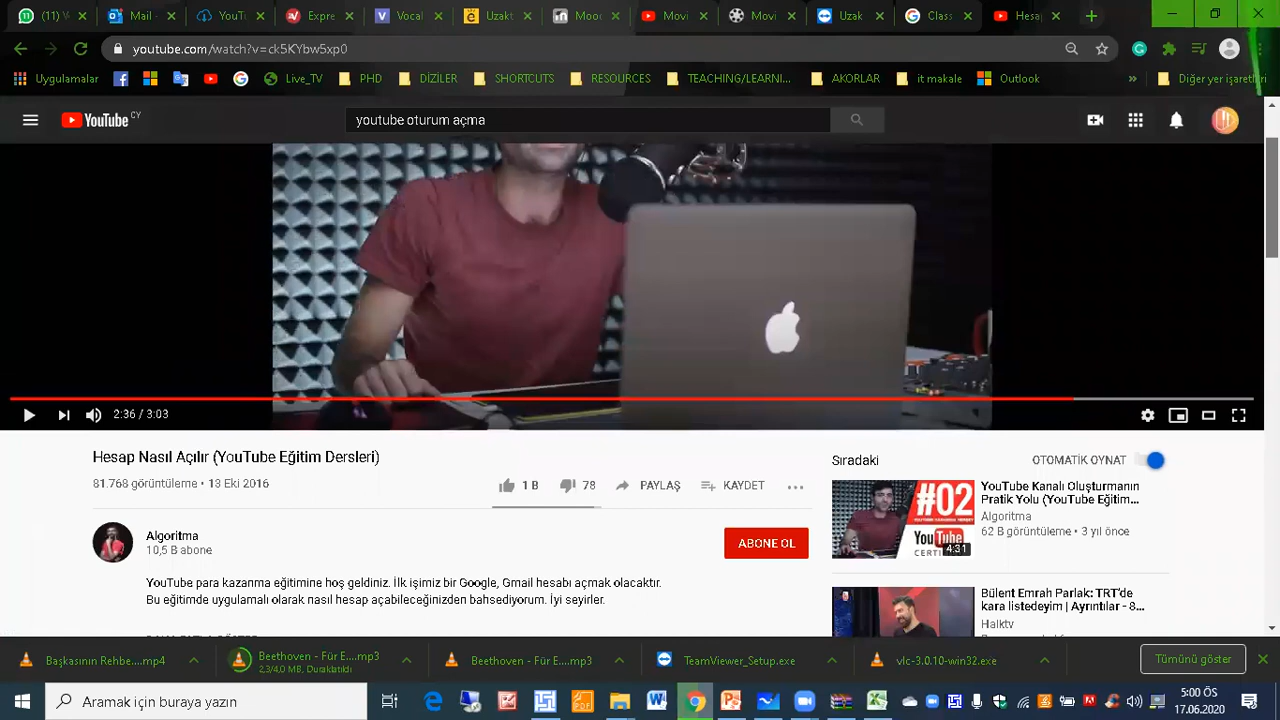 (11) V
Mail -
YouTu
Expre
Vocal
Uzakt
Mooc
Movi
Movi
Uzak
Class
Hesap
youtube.com/watch?v=ck5KYbw5xp0
Uygulamalar
Live_TV
PHD
DİZİLER
SHORTCUTS
RESOURCES
TEACHING/LEARNI...
AKORLAR
it makale
Outlook
»
Diğer yer işaretleri
YouTube CY
youtube oturum açma
2:36 / 3:03
Hesap Nasıl Açılır (YouTube Eğitim Dersleri)
81.768 görüntüleme • 13 Eki 2016
1 B
78
PAYLAŞ
KAYDET
Algoritma
10,5 B abone
ABONE OL
YouTube para kazanma eğitimine hoş geldiniz. İlk işimiz bir Google, Gmail hesabı açmak olacaktır.
Bu eğitimde uygulamalı olarak nasıl hesap açabileceğinizden bahsediyorum. İyi seyirler.
Sıradaki
OTOMATİK OYNAT
#02
YouTube
CERTI
4:31
YouTube Kanalı Oluşturmanın
Pratik Yolu (YouTube Eğitim...
Algoritma
62 B görüntüleme • 3 yıl önce
Bülent Emrah Parlak: TRT'de
kara listedeyim | Ayrıntılar - 8...
Halktv
Başkasının Rehbe....mp4
Beethoven - Für E....mp3
2,3/4,0 MB, Duraklatıldı
Beethoven - Für E....mp3
TeamViewer_Setup.exe
vlc-3.0.10-win32.exe
Tümünü göster
Aramak için buraya yazın
5:00 ÖS
17.06.2020